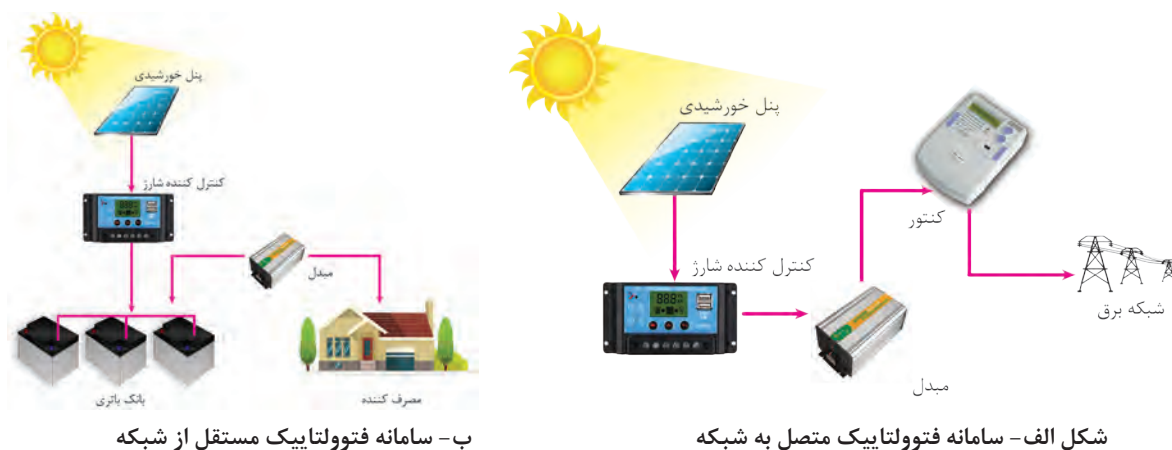 پنل خورشیدی
کنتور
کنترل کننده شارژ
شبکه برق
مبدل
شکل الف- سامانه فتوولتاییک متصل به شبکه
پنل خورشیدی
کنترل کننده شارژ
مبدل
بانک باتری
مصرف کننده
ب- سامانه فتوولتاییک مستقل از شبکه